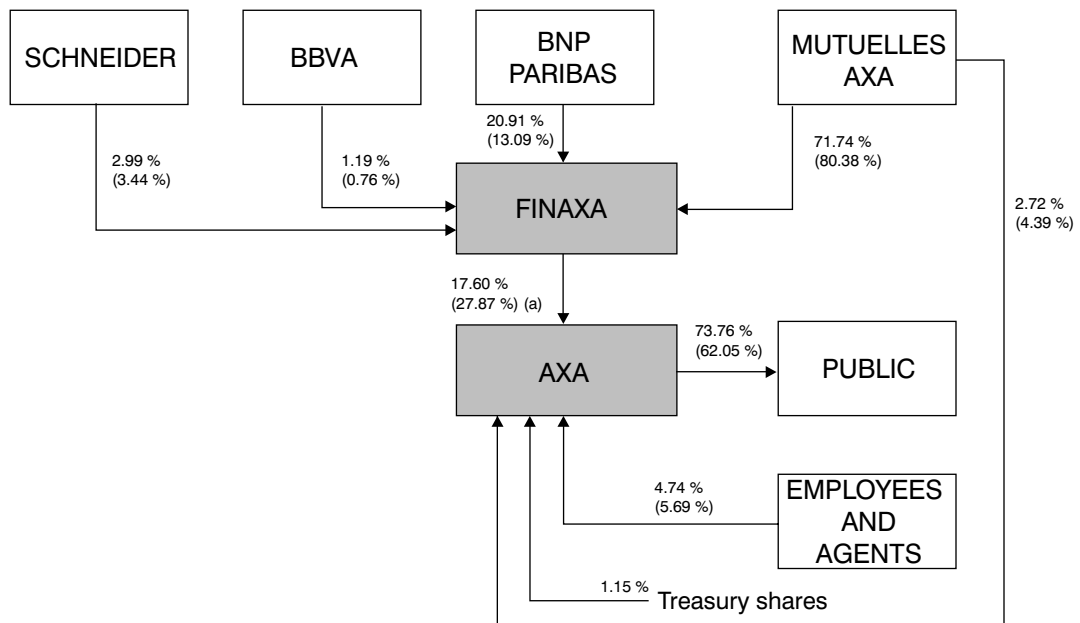 SCHNEIDER
BBVA
BNP
PARIBAS
MUTUELLES
AXA
20.91 %
(13.09 %)
71.74 %
(80.38 %)
2.99 %
(3.44 %)
1.19 %
(0.76 %)
FINAXA
2.72 %
(4.39 %)
17.60 %
(27.87 %) (a)
73.76 %
(62.05 %)
AXA
PUBLIC
4.74 %
(5.69 %)
EMPLOYEES
AND
AGENTS
1.15 %
Treasury shares